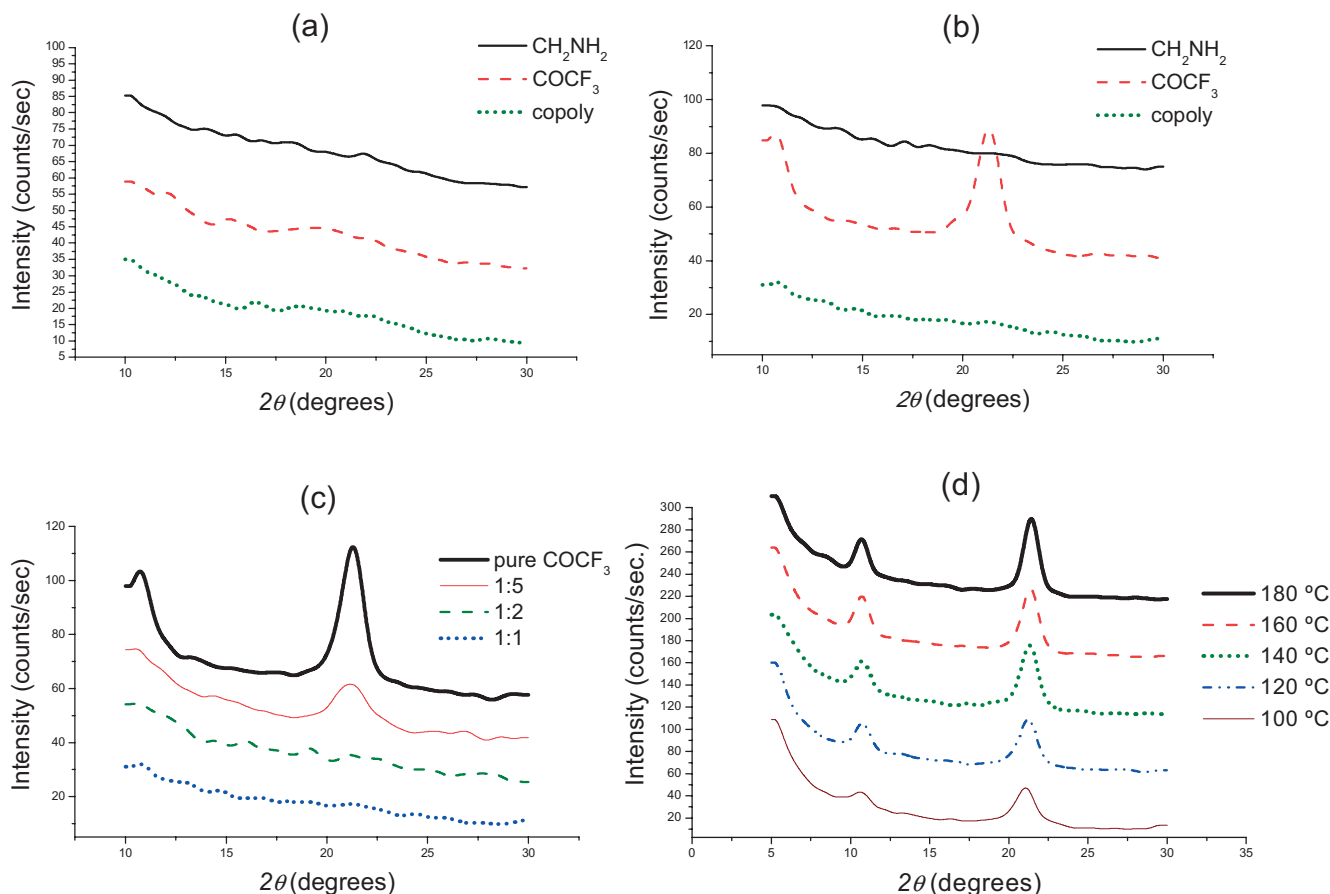 (a)
CH₂NH₂
COCF₃
copoly
Intensity (counts/sec)
100
95
90
85
80
75
70
65
60
55
50
45
40
35
30
25
20
15
10
5
10 15 20 25 30
2θ (degrees)
(b)
CH₂NH₂
COCF₃
copoly
Intensity (counts/sec)
120
100
80
60
40
20
10 15 20 25 30
2θ (degrees)
(c)
pure COCF₃
1:5
1:2
1:1
Intensity (counts/sec)
120
100
80
60
40
20
10 15 20 25 30
2θ (degrees)
(d)
Intensity (counts/sec.)
300
280
260
240
220
200
180
160
140
120
100
80
60
40
20
0 5 10 15 20 25 30 35
2θ (degrees)
180 ºC
160 ºC
140 ºC
120 ºC
100 ºC